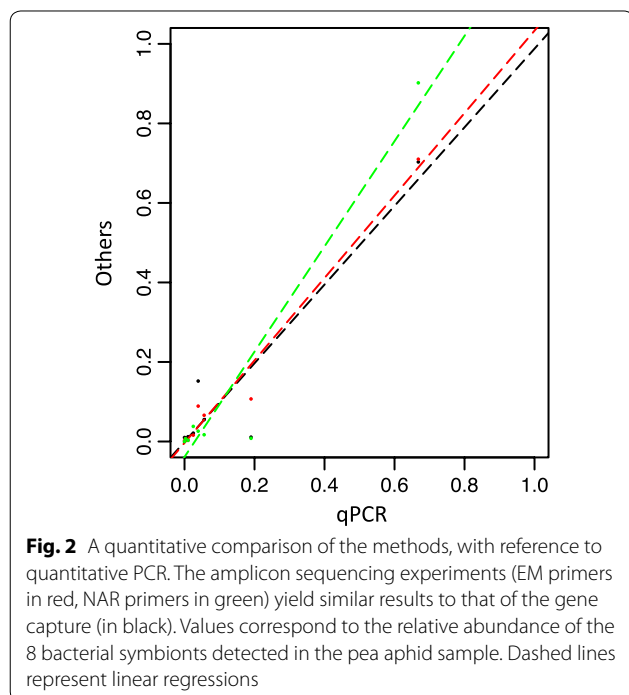 1.0
0.8
0.6
0.4
0.2
0.0
Others
0.0 0.2 0.4 0.6 0.8 1.0
qPCR
Fig. 2 A quantitative comparison of the methods, with reference to
quantitative PCR. The amplicon sequencing experiments (EM primers
in red, NAR primers in green) yield similar results to that of the gene
capture (in black). Values correspond to the relative abundance of the
8 bacterial symbionts detected in the pea aphid sample. Dashed lines
represent linear regressions